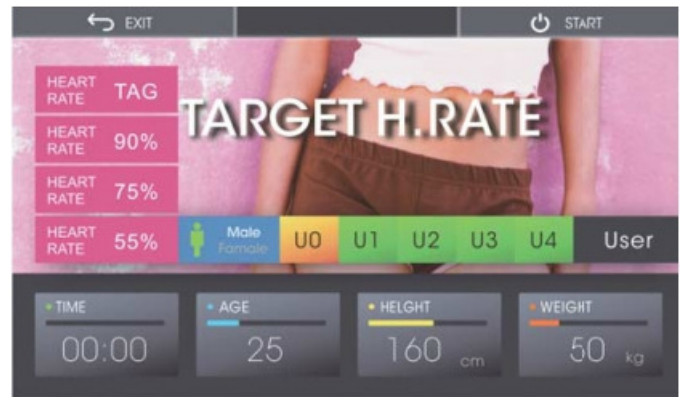 EXIT
START
HEART RATE TAG
TARGET H.RATE
HEART RATE 90%
HEART RATE 75%
HEART RATE 55%
Male
Famale
U0 U1 U2 U3 U4 User
TIME
00:00
AGE
25
HELGHT
160 cm
WEIGHT
50 kg